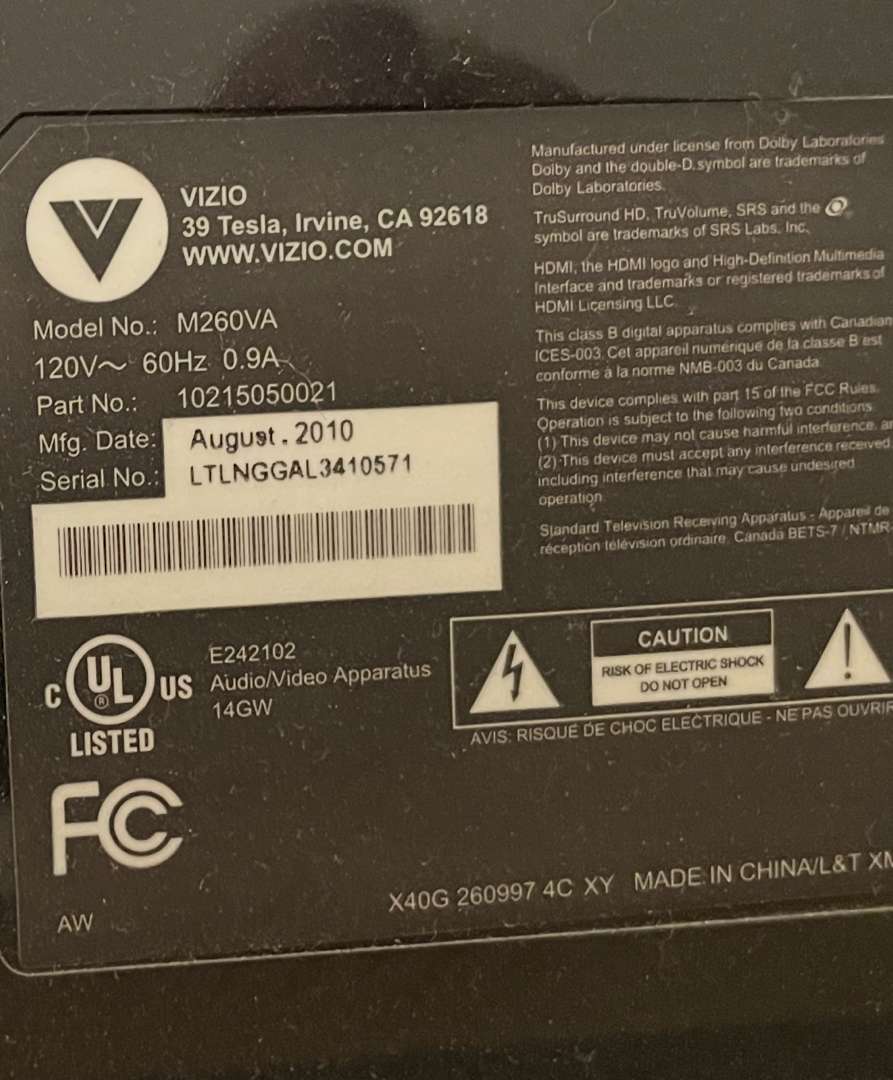 VIZIO
39 Tesla, Irvine, CA 92618
WWW.VIZIO.COM
Model No.: M260VA
120V~ 60Hz 0.9A
Part No.: 10215050021
Mfg. Date: August . 2010
Serial No.: LTLNGGAL3410571
Manufactured under license from Dolby Laboratories
Dolby and the double-D symbol are trademarks of
Dolby Laboratories.
TruSurround HD, TruVolume, SRS and the
symbol are trademarks of SRS Labs, Inc.
HDMI, the HDMI logo and High-Definition Multimedia
Interface and trademarks or registered trademarks of
HDMI Licensing LLC.
This class B digital apparatus complies with Canadian
ICES-003. Cet appareil numérique de la classe B est
conforme à la norme NMB-003 du Canada
This device complies with part 15 of the FCC Rules.
Operation is subject to the following two conditions
(1) This device may not cause harmful interference, an
(2) This device must accept any interference received
including interference that may cause undesired
operation
Standard Television Receiving Apparatus - Appareil de
réception télévision ordinaire, Canada BETS-7 / NTMR-
C UL ® US
LISTED
E242102
Audio/Video Apparatus
14GW
CAUTION
RISK OF ELECTRIC SHOCK
DO NOT OPEN
AVIS: RISQUE DE CHOC ELECTRIQUE - NE PAS OUVRIR
FC
AW
X40G 260997 4C XY MADE IN CHINA/L&T XM